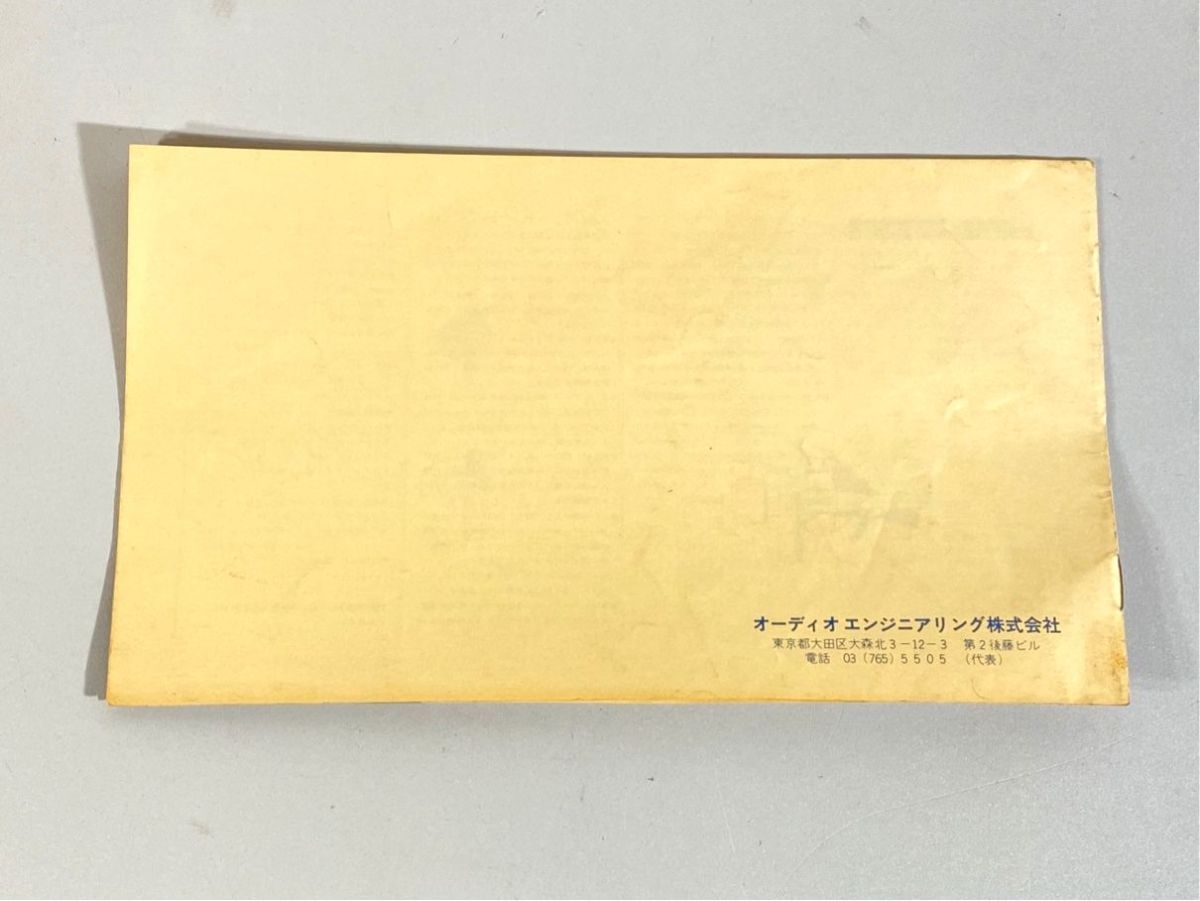 オーディオエンジニアリング株式会社
東京都大田区大森北3－12－3　第2後藤ビル
電話　03（765）5505　（代表）